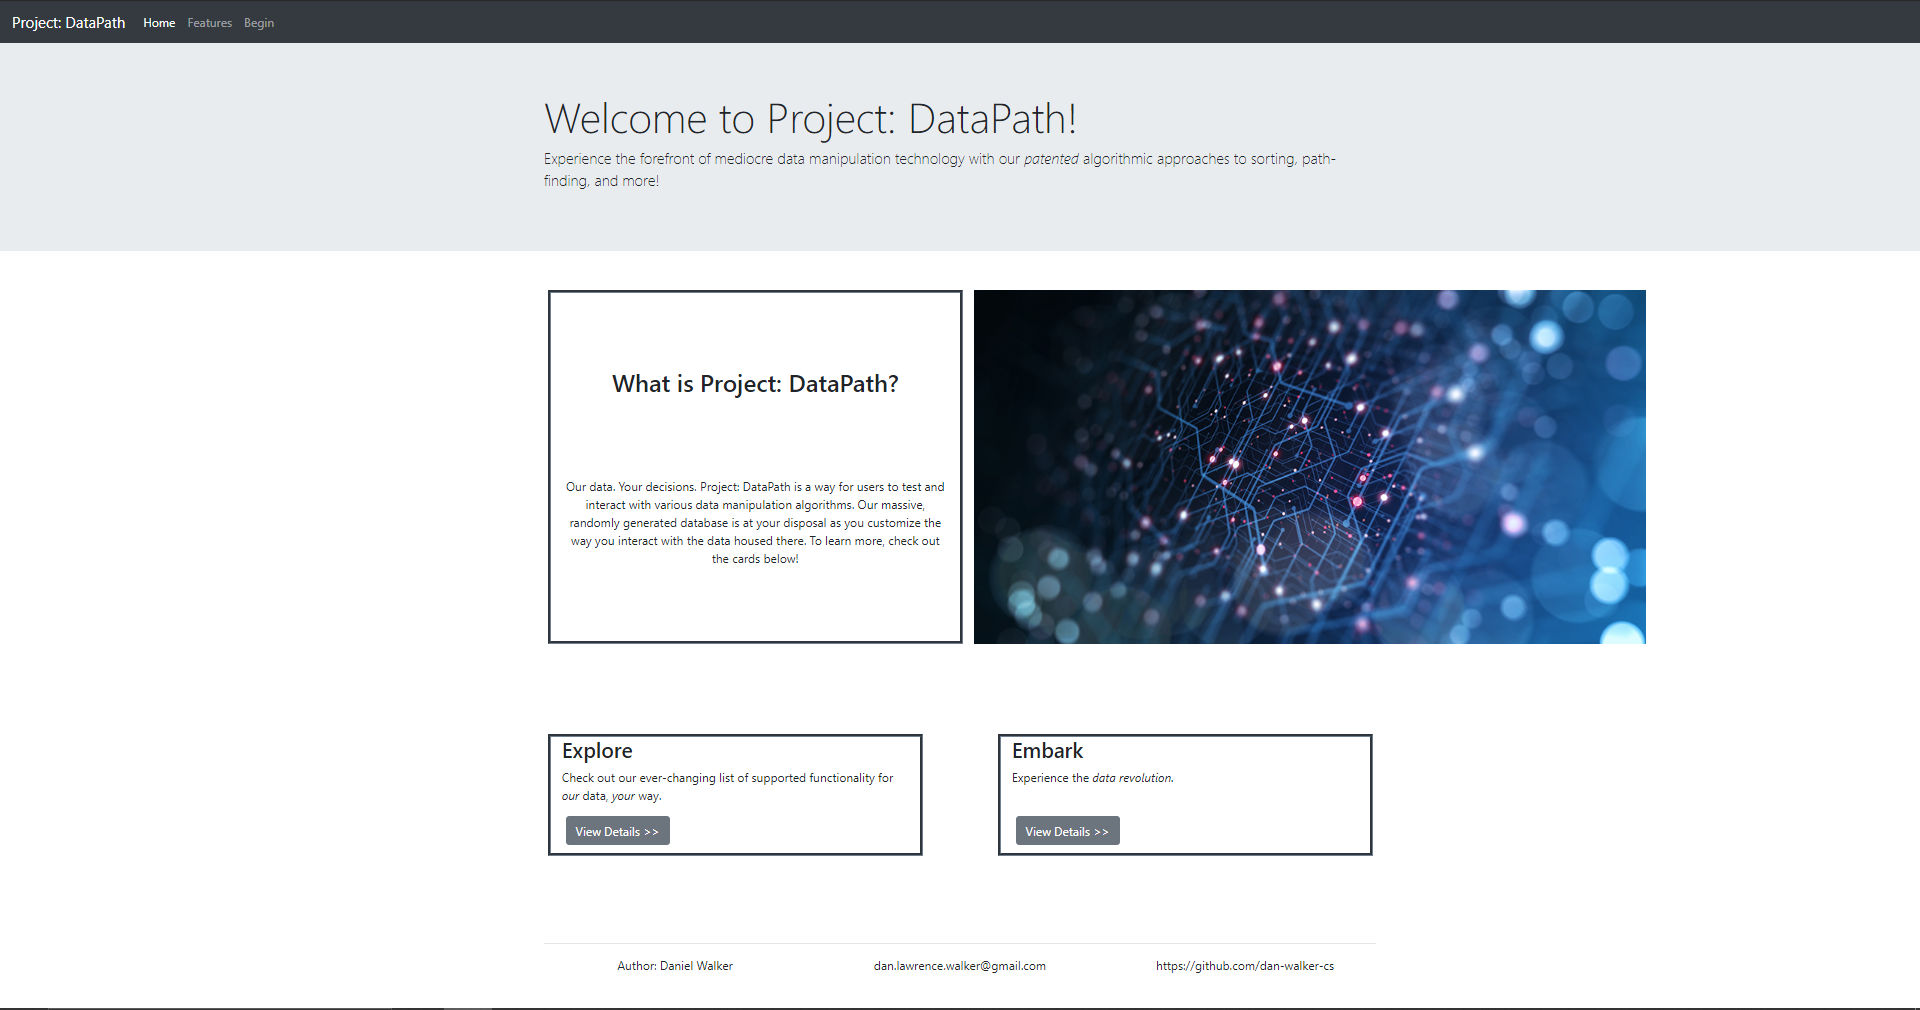 Project: DataPath Home Features Begin
Welcome to Project: DataPath!
Experience the forefront of mediocre data manipulation technology with our patented algorithmic approaches to sorting, path-
finding, and more!
What is Project: DataPath?
Our data. Your decisions. Project: DataPath is a way for users to test and
interact with various data manipulation algorithms. Our massive,
randomly generated database is at your disposal as you customize the
way you interact with the data housed there. To learn more, check out
the cards below!
Explore
Check out our ever-changing list of supported functionality for
our data, your way.
View Details >>
Embark
Experience the data revolution.
View Details >>
Author: Daniel Walker
dan.lawrence.walker@gmail.com
https://github.com/dan-walker-cs